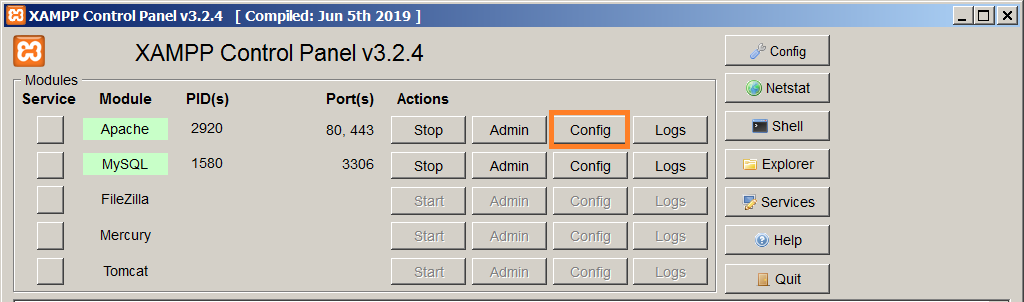 XAMPP Control Panel v3.2.4 [ Compiled: Jun 5th 2019 ]
XAMPP Control Panel v3.2.4
Config
Modules
Service Module PID(s) Port(s) Actions
Netstat
Apache 2920 80, 443 Stop Admin Config Logs
Shell
MySQL 1580 3306 Stop Admin Config Logs
Explorer
FileZilla Start Admin Config Logs
Services
Mercury Start Admin Config Logs
Help
Tomcat Start Admin Config Logs
Quit